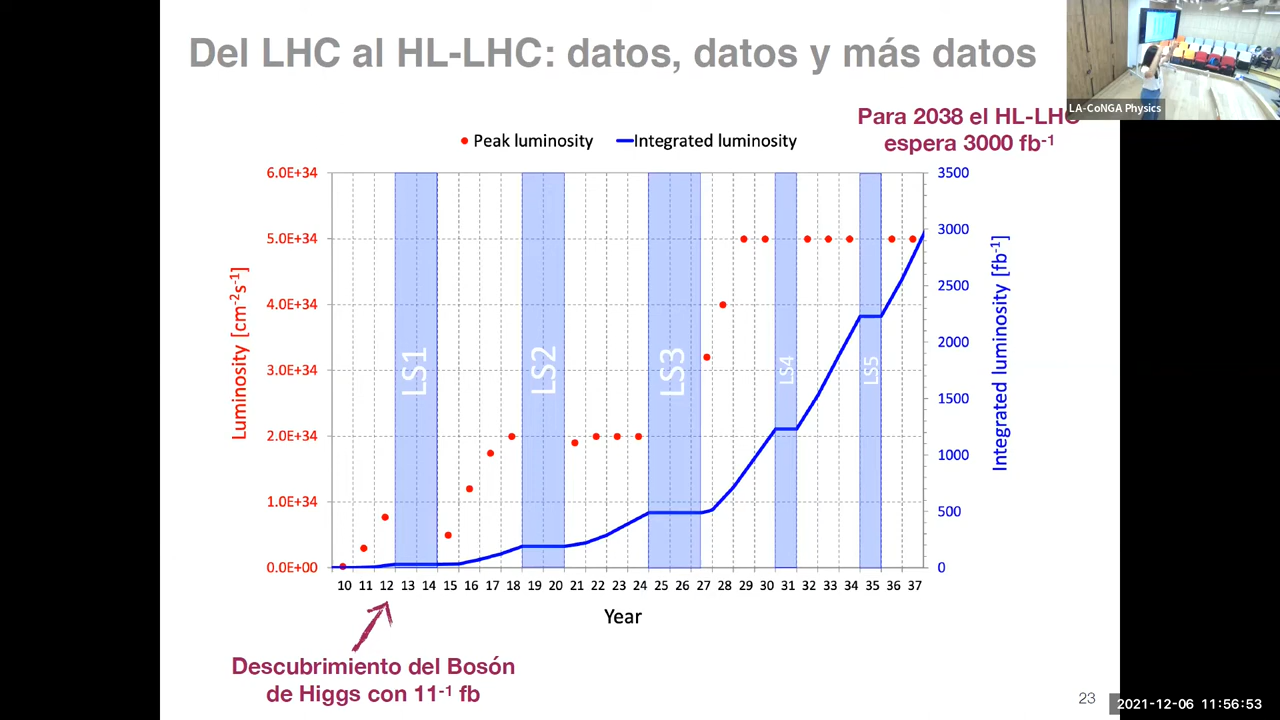 Del LHC al HL-LHC: datos, datos y más datos
LA-CoNGA Physics
Para 2038 el HL-LHC
espera 3000 fb-1
Peak luminosity
Integrated luminosity
6.0E+34
5.0E+34
4.0E+34
3.0E+34
2.0E+34
1.0E+34
0.0E+00
Luminosity [cm-2s-1]
LS1
LS2
LS3
LS4
LS5
3500
3000
2500
2000
1500
1000
500
0
Integrated luminosity [fb-1]
10 11 12 13 14 15 16 17 18 19 20 21 22 23 24 25 26 27 28 29 30 31 32 33 34 35 36 37
Year
Descubrimiento del Bosón
de Higgs con 11-1 fb
23
2021-12-06 11:56:53